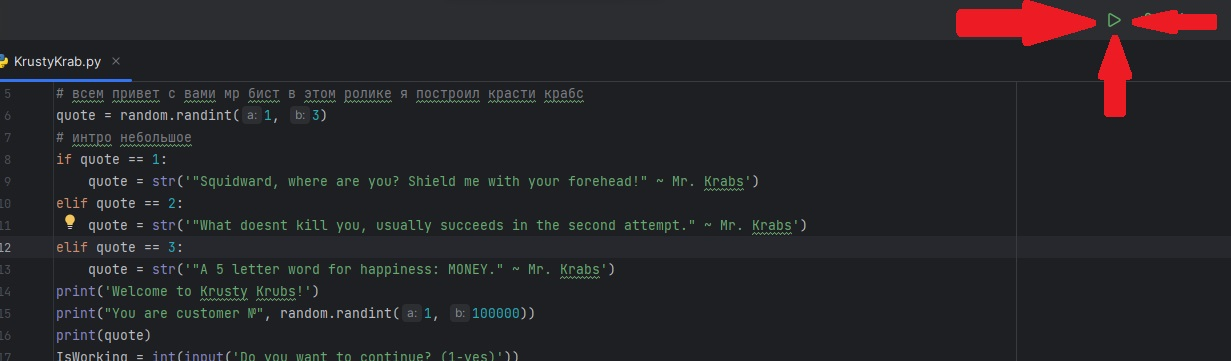 KrustyKrab.py ×
5 # всем привет с вами мр бист в этом ролике я построил красти крабс
6 quote = random.randint( a: 1, b: 3)
7 # интро небольшое
8 if quote == 1:
9 quote = str('"Squidward, where are you? Shield me with your forehead!" ~ Mr. Krabs')
10 elif quote == 2:
11 quote = str('"What doesnt kill you, usually succeeds in the second attempt." ~ Mr. Krabs')
12 elif quote == 3:
13 quote = str('"A 5 letter word for happiness: MONEY." ~ Mr. Krabs')
14 print('Welcome to Krusty Krubs!')
15 print("You are customer №", random.randint( a: 1, b: 100000))
16 print(quote)
17 IsWorking = int(input('Do you want to continue? (1-yes)'))